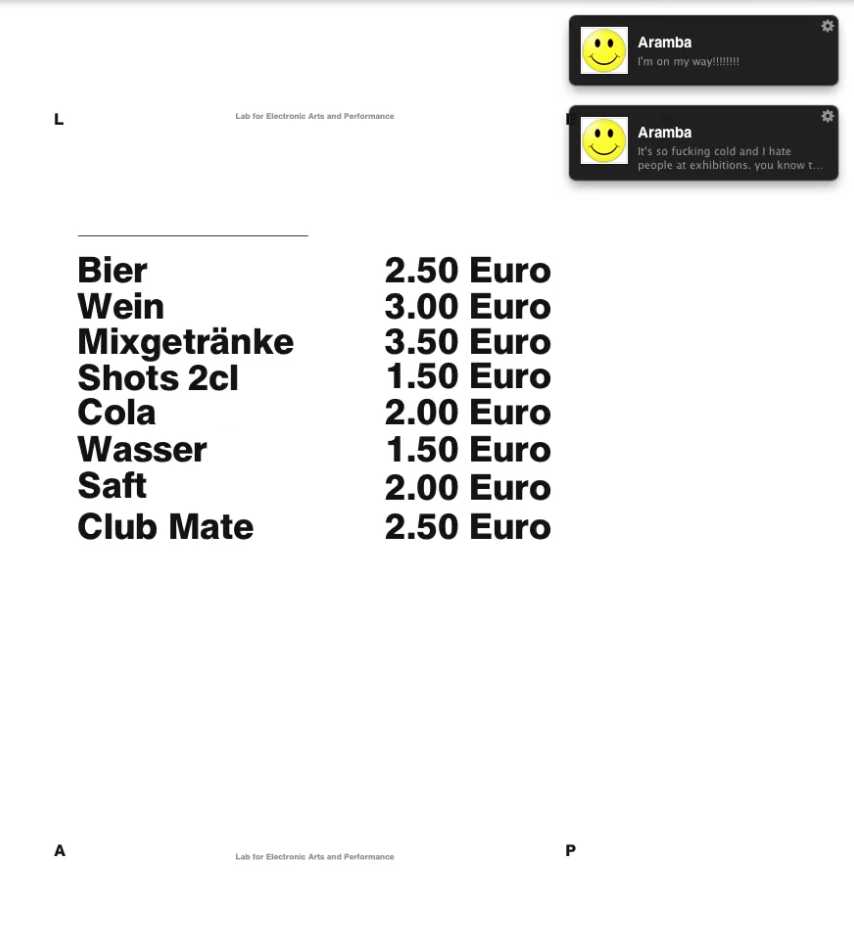 Aramba
I'm on my way!!!!!!!!
L
Lab for Electronic Arts and Performance
Aramba
It's so fucking cold and I hate
people at exhibitions. you know t...
Bier 2.50 Euro
Wein 3.00 Euro
Mixgetränke 3.50 Euro
Shots 2cl 1.50 Euro
Cola 2.00 Euro
Wasser 1.50 Euro
Saft 2.00 Euro
Club Mate 2.50 Euro
A
Lab for Electronic Arts and Performance
P